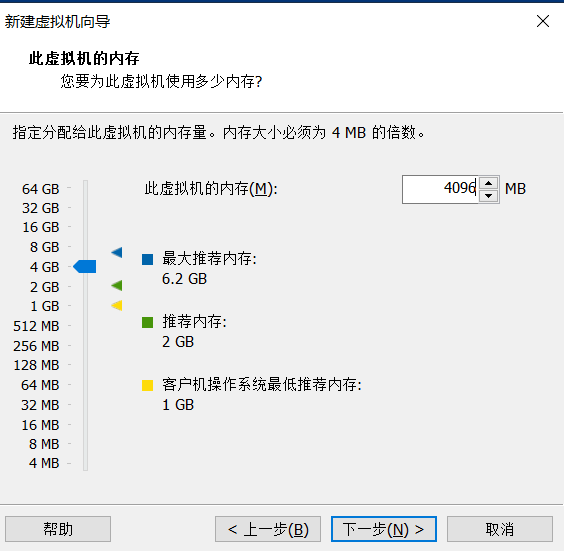 新建虚拟机向导
此虚拟机的内存
您要为此虚拟机使用多少内存?
指定分配给此虚拟机的内存量。内存大小必须为 4 MB 的倍数。
64 GB
32 GB
16 GB
8 GB
4 GB
2 GB
1 GB
512 MB
256 MB
128 MB
64 MB
32 MB
16 MB
8 MB
4 MB
此虚拟机的内存(M):
4096 MB
最大推荐内存:
6.2 GB
推荐内存:
2 GB
客户机操作系统最低推荐内存:
1 GB
帮助
< 上一步(B)
下一步(N) >
取消